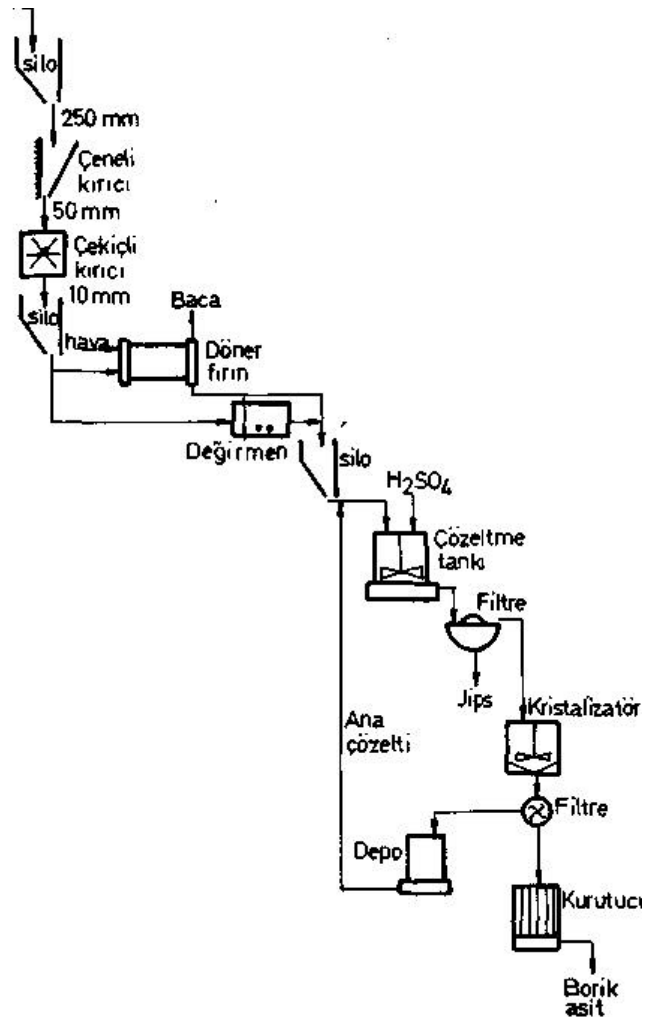 silo
250 mm
Çeneli
kırıcı
50 mm
Çekiçli
kırıcı
10 mm
silo
hava
Baca
Döner
fırın
Değirmen
silo
H₂SO₄
Çözeltme
tankı
Filtre
Jips
Kristalizatör
Ana
çözelti
Filtre
Depo
Kurutucu
Borik
asit